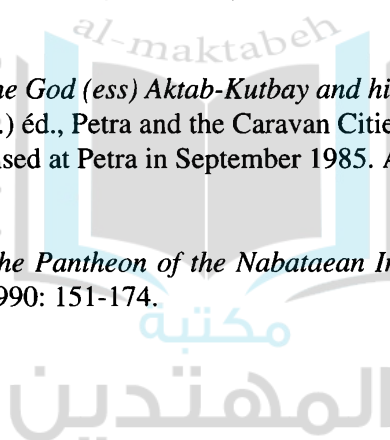 al-maktabeh
he God (ess) Aktab-Kutbay and hi
.) éd., Petra and the Caravan Citie
nsed at Petra in September 1985. A
he Pantheon of the Nabataean In
990: 151-174.
مكتبة
المهتدين